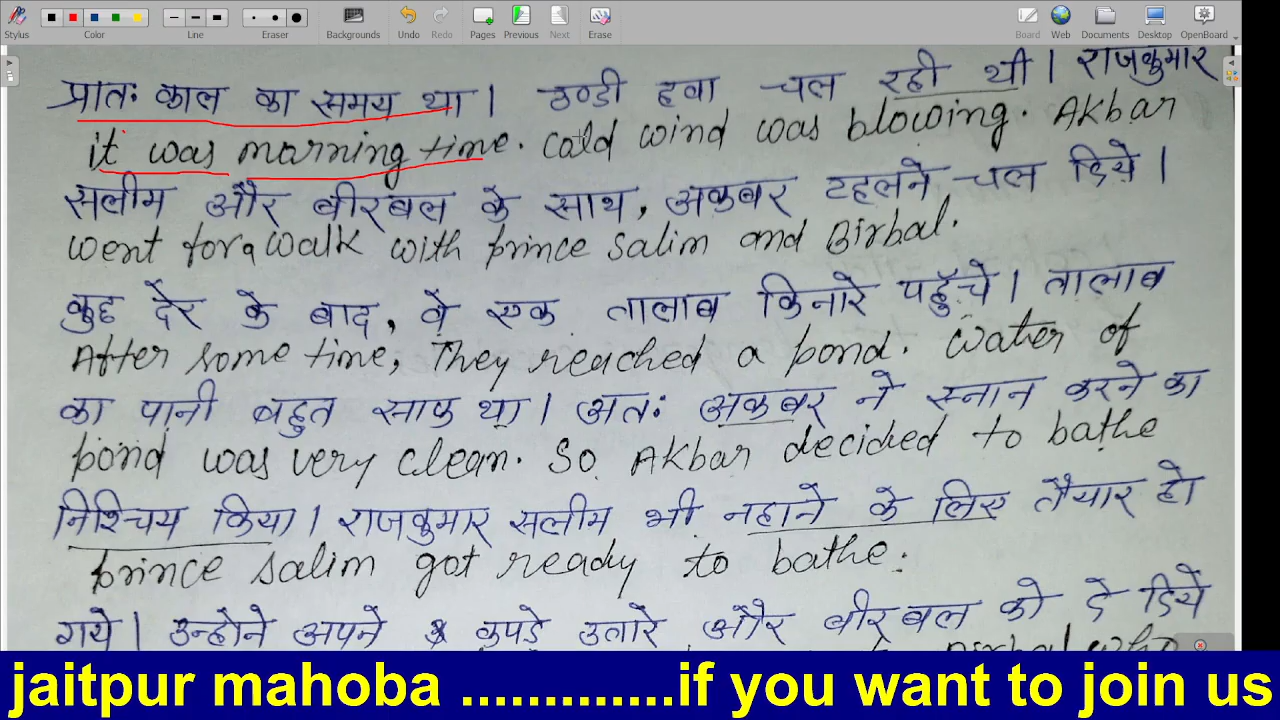 Stylus Color Line Eraser Backgrounds Undo Redo Pages Previous Next Erase Board Web Documents Desktop OpenBoard
प्रातः काल का समय था। ठण्डी हवा चल रही थी। राजकुमार
it was morning time. Cold wind was blowing. Akbar
सलीम और बीरबल के साथ, अकबर टहलने चल दिये।
went for a walk with prince Salim and Birbal.
कुछ देर के बाद, वे एक तालाब किनारे पहुँचे। तालाब
After some time, They reached a pond. Water of
का पानी बहुत साफ था। अतः अकबर ने स्नान करने का
pond was very clean. So Akbar decided to bathe
निश्चिय किया। राजकुमार सलीम भी नहाने के लिए तैयार हो
prince Salim got ready to bathe.
गये। उन्होने अपने कपडे उतारे और बीरबल को दे दिये
jaitpur mahoba .............if you want to join us